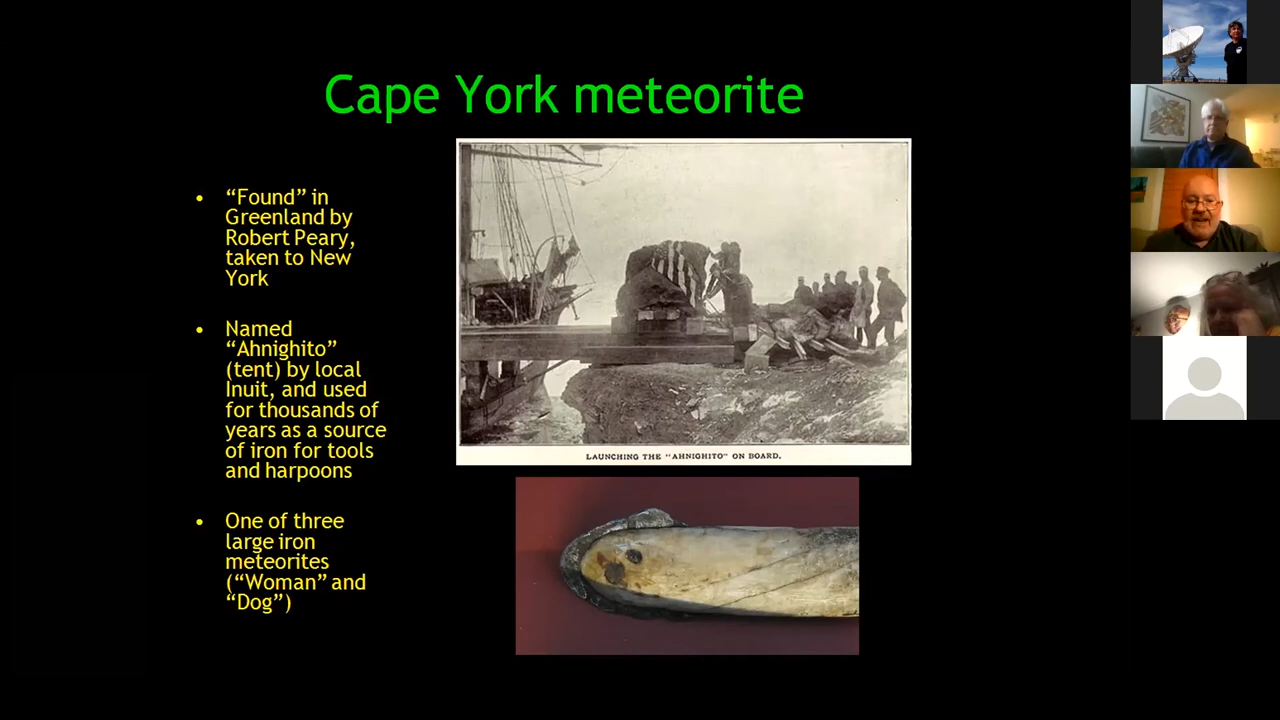 Cape York meteorite
• “Found” in
Greenland by
Robert Peary,
taken to New
York
• Named
“Ahnighito”
(tent) by local
Inuit, and used
for thousands of
years as a source
of iron for tools
and harpoons
• One of three
large iron
meteorites
(“Woman” and
“Dog”)
LAUNCHING THE “AHNIGHITO” ON BOARD.